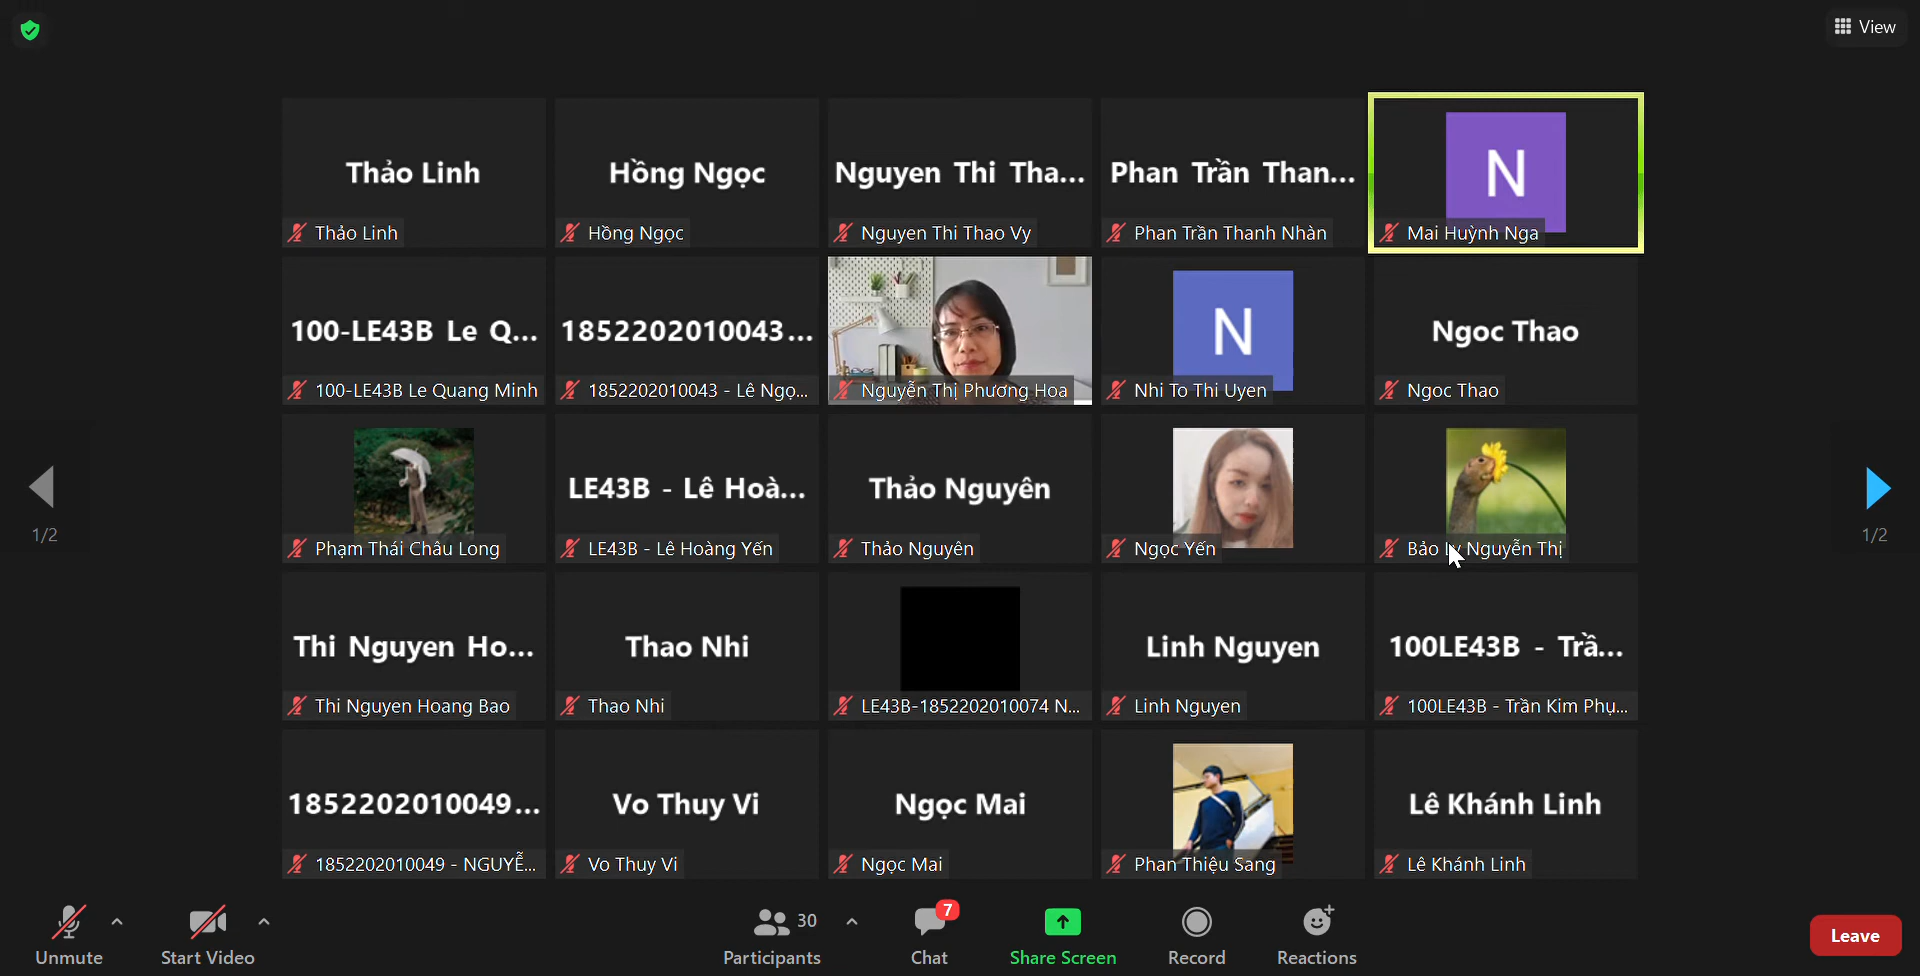 View
Thảo Linh
Hồng Ngọc
Nguyen Thi Tha...
Phan Trần Than...
N
Thảo Linh
Hồng Ngọc
Nguyen Thi Thao Vy
Phan Trần Thanh Nhàn
Mai Huỳnh Nga
100-LE43B Le Q...
1852202010043...
N
Ngoc Thao
100-LE43B Le Quang Minh
1852202010043 - Lê Ngọ...
Nguyễn Thị Phương Hoa
Nhi To Thi Uyen
Ngoc Thao
LE43B - Lê Hoà...
Thảo Nguyên
1/2
1/2
Phạm Thái Châu Long
LE43B - Lê Hoàng Yến
Thảo Nguyên
Ngọc Yến
Bảo Ly Nguyễn Thị
Thi Nguyen Ho...
Thao Nhi
Linh Nguyen
100LE43B - Trầ...
Thi Nguyen Hoang Bao
Thao Nhi
LE43B-1852202010074 N...
Linh Nguyen
100LE43B - Trần Kim Phụ...
1852202010049...
Vo Thuy Vi
Ngọc Mai
Lê Khánh Linh
1852202010049 - NGUYỄ...
Vo Thuy Vi
Ngọc Mai
Phan Thiệu Sang
Lê Khánh Linh
30
7
Unmute
Start Video
Participants
Chat
Share Screen
Record
Reactions
Leave